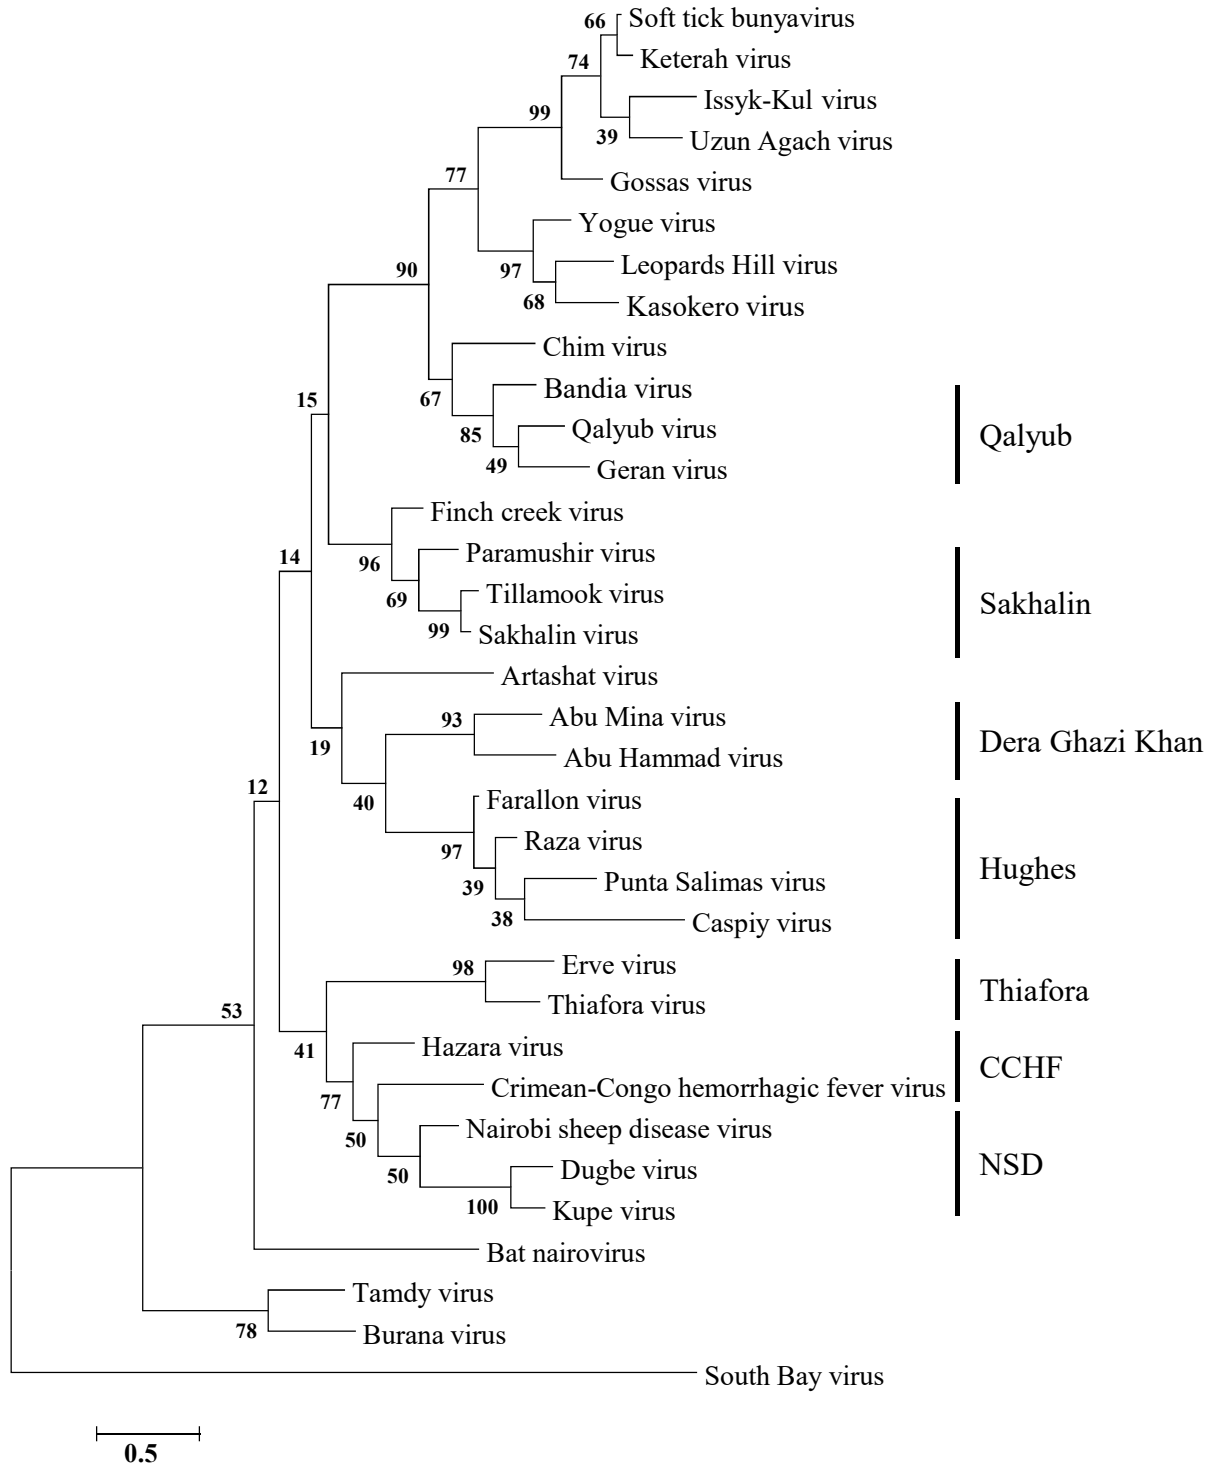 66
Soft tick bunyavirus
74
Keterah virus
99
Issyk-Kul virus
39
Uzun Agach virus
77
Gossas virus
Yogue virus
90
97
Leopards Hill virus
68
Kasokero virus
Chim virus
15
67
Bandia virus
85
Qalyub virus
Qalyub
49
Geran virus
Finch creek virus
14
96
Paramushir virus
69
Tillamook virus
Sakhalin
99
Sakhalin virus
Artashat virus
93
Abu Mina virus
19
Dera Ghazi Khan
Abu Hammad virus
12
40
Farallon virus
97
Raza virus
39
Punta Salimas virus
Hughes
38
Caspiy virus
98
Erve virus
Thiafora
53
Thiafora virus
41
Hazara virus
CCHF
77
Crimean-Congo hemorrhagic fever virus
50
Nairobi sheep disease virus
50
Dugbe virus
NSD
100
Kupe virus
Bat nairovirus
Tamdy virus
78
Burana virus
South Bay virus
0.5